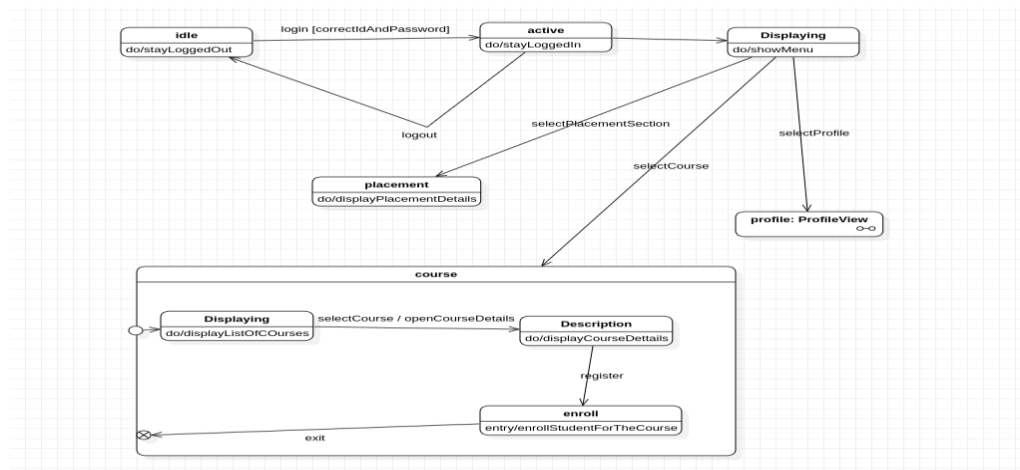 idle
do/stayLoggedOut
login [correctIdAndPassword]
active
do/stayLoggedIn
Displaying
do/showMenu
logout
selectPlacementSection
selectProfile
selectCourse
placement
do/displayPlacementDetails
profile: ProfileView
course
Displaying
do/displayListOfCOurses
selectCourse / openCourseDetails
Description
do/displayCourseDettails
register
enroll
entry/enrollStudentForTheCourse
exit